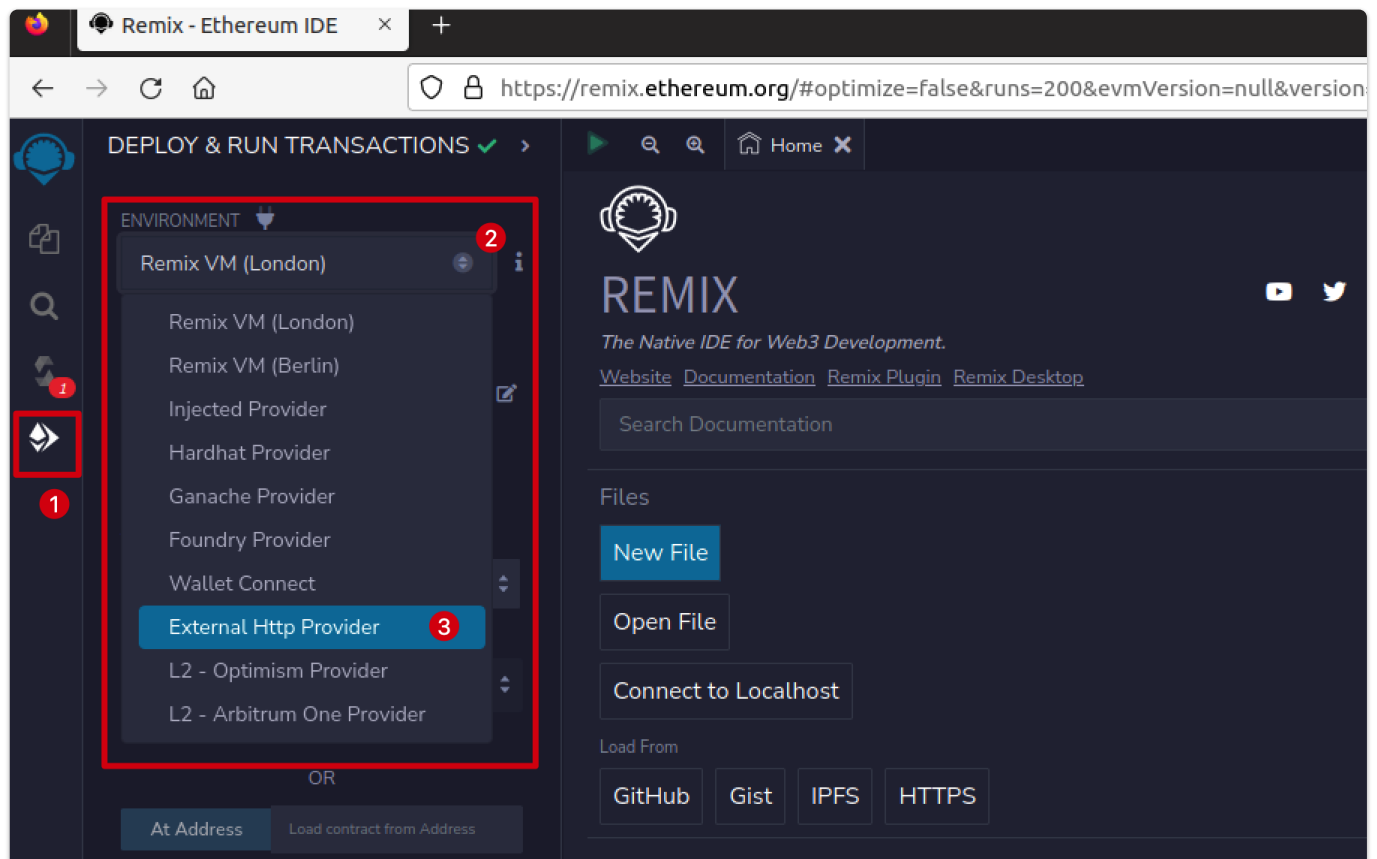 Remix - Ethereum IDE
https://remix.ethereum.org/#optimize=false&runs=200&evmVersion=null&version
DEPLOY & RUN TRANSACTIONS
Home
ENVIRONMENT
2
Remix VM (London)
i
Remix VM (London)
Remix VM (Berlin)
Injected Provider
Hardhat Provider
Ganache Provider
Foundry Provider
Wallet Connect
External Http Provider
3
L2 - Optimism Provider
L2 - Arbitrum One Provider
1
1
OR
At Address
Load contract from Address
REMIX
The Native IDE for Web3 Development.
Website Documentation Remix Plugin Remix Desktop
Search Documentation
Files
New File
Open File
Connect to Localhost
Load From
GitHub Gist IPFS HTTPS